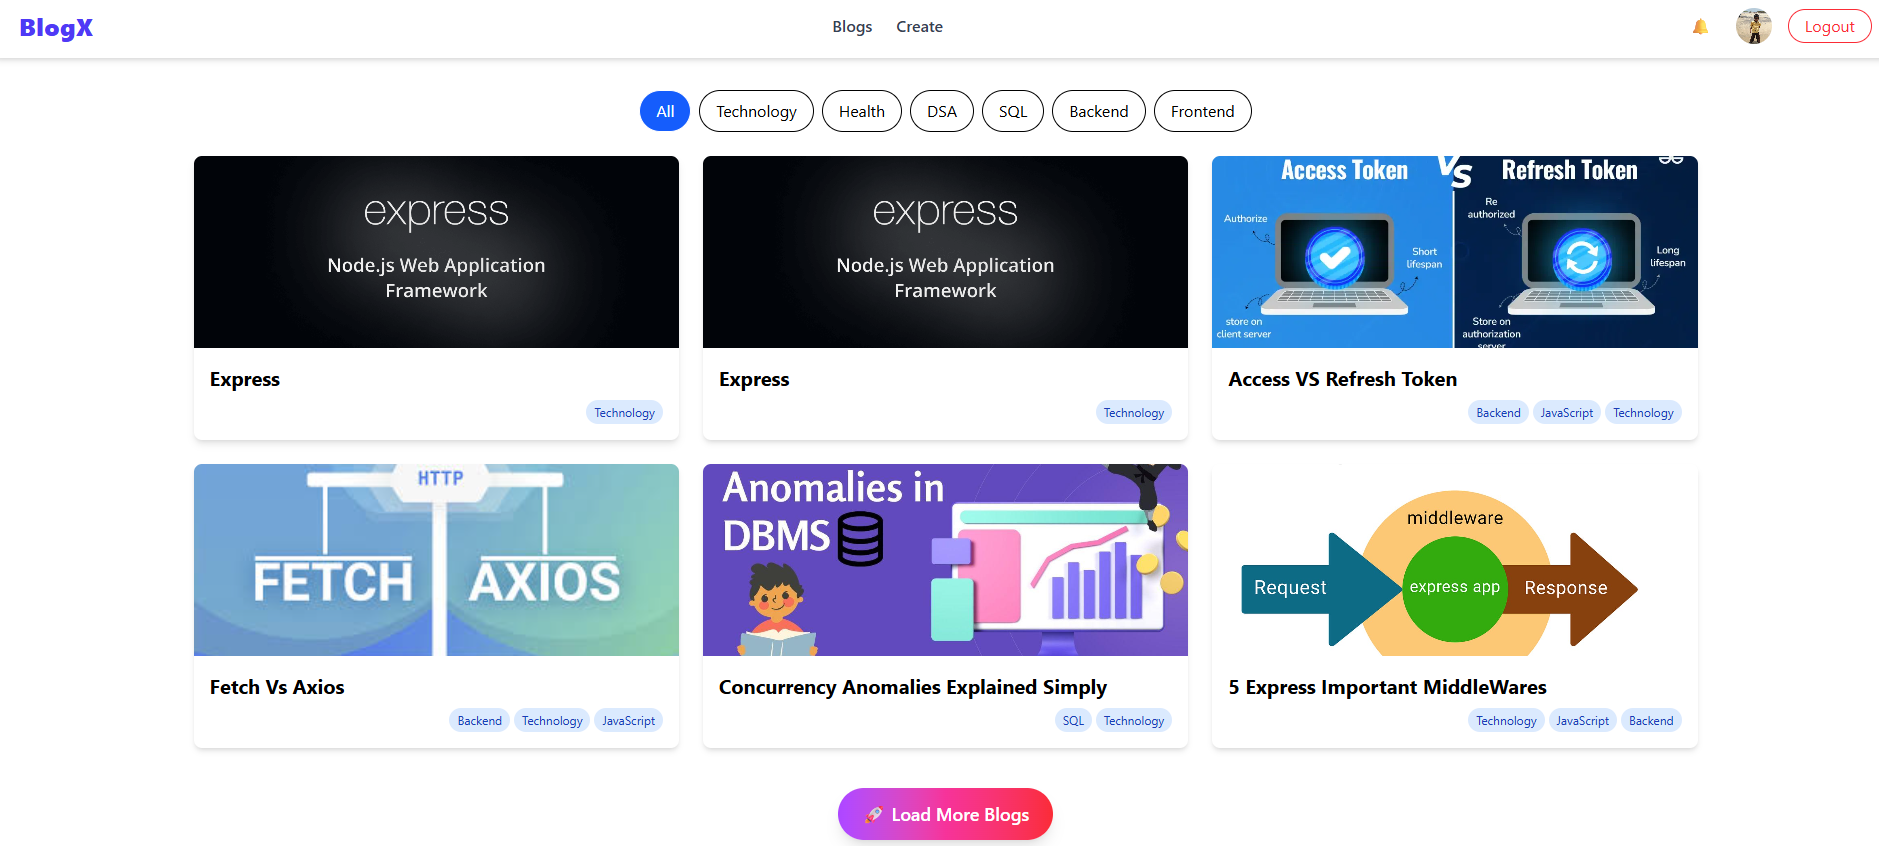 BlogX
Blogs Create
Logout
All Technology Health DSA SQL Backend Frontend
express
Node.js Web Application
Framework
Express
Technology
express
Node.js Web Application
Framework
Express
Technology
Access Token VS Refresh Token
Authorize
Short
lifespan
store on
client server
Re
authorized
Long
lifespan
Store on
authorization
server
Access VS Refresh Token
Backend JavaScript Technology
HTTP
FETCH AXIOS
Fetch Vs Axios
Backend Technology JavaScript
Anomalies in
DBMS
Concurrency Anomalies Explained Simply
SQL Technology
middleware
Request express app Response
5 Express Important MiddleWares
Technology JavaScript Backend
🚀 Load More Blogs